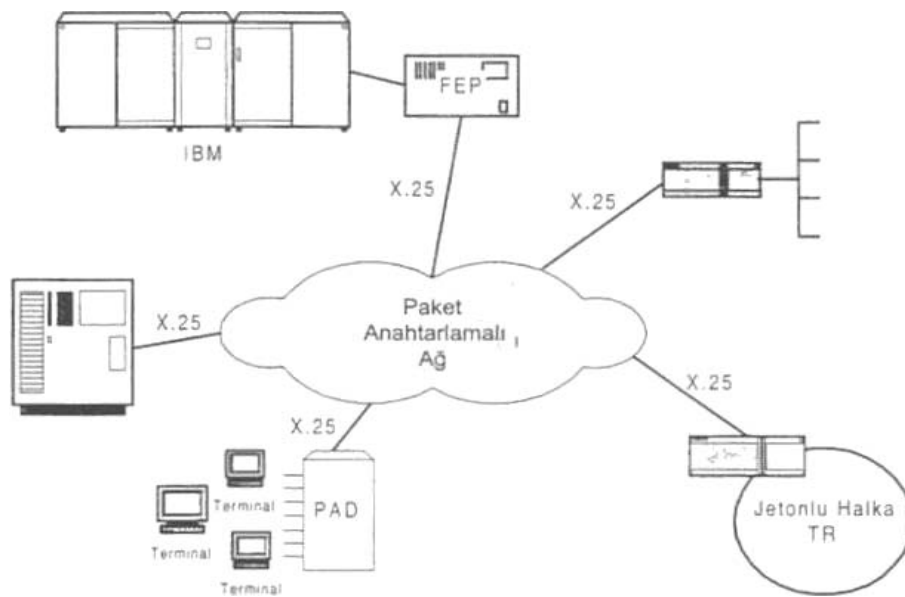 FEP
IBM
X.25
X.25
X.25
Paket
Anahtarlamalı
Ağ
X.25
X.25
Terminal
PAD
Terminal
Terminal
Jetonlu Halka
TR